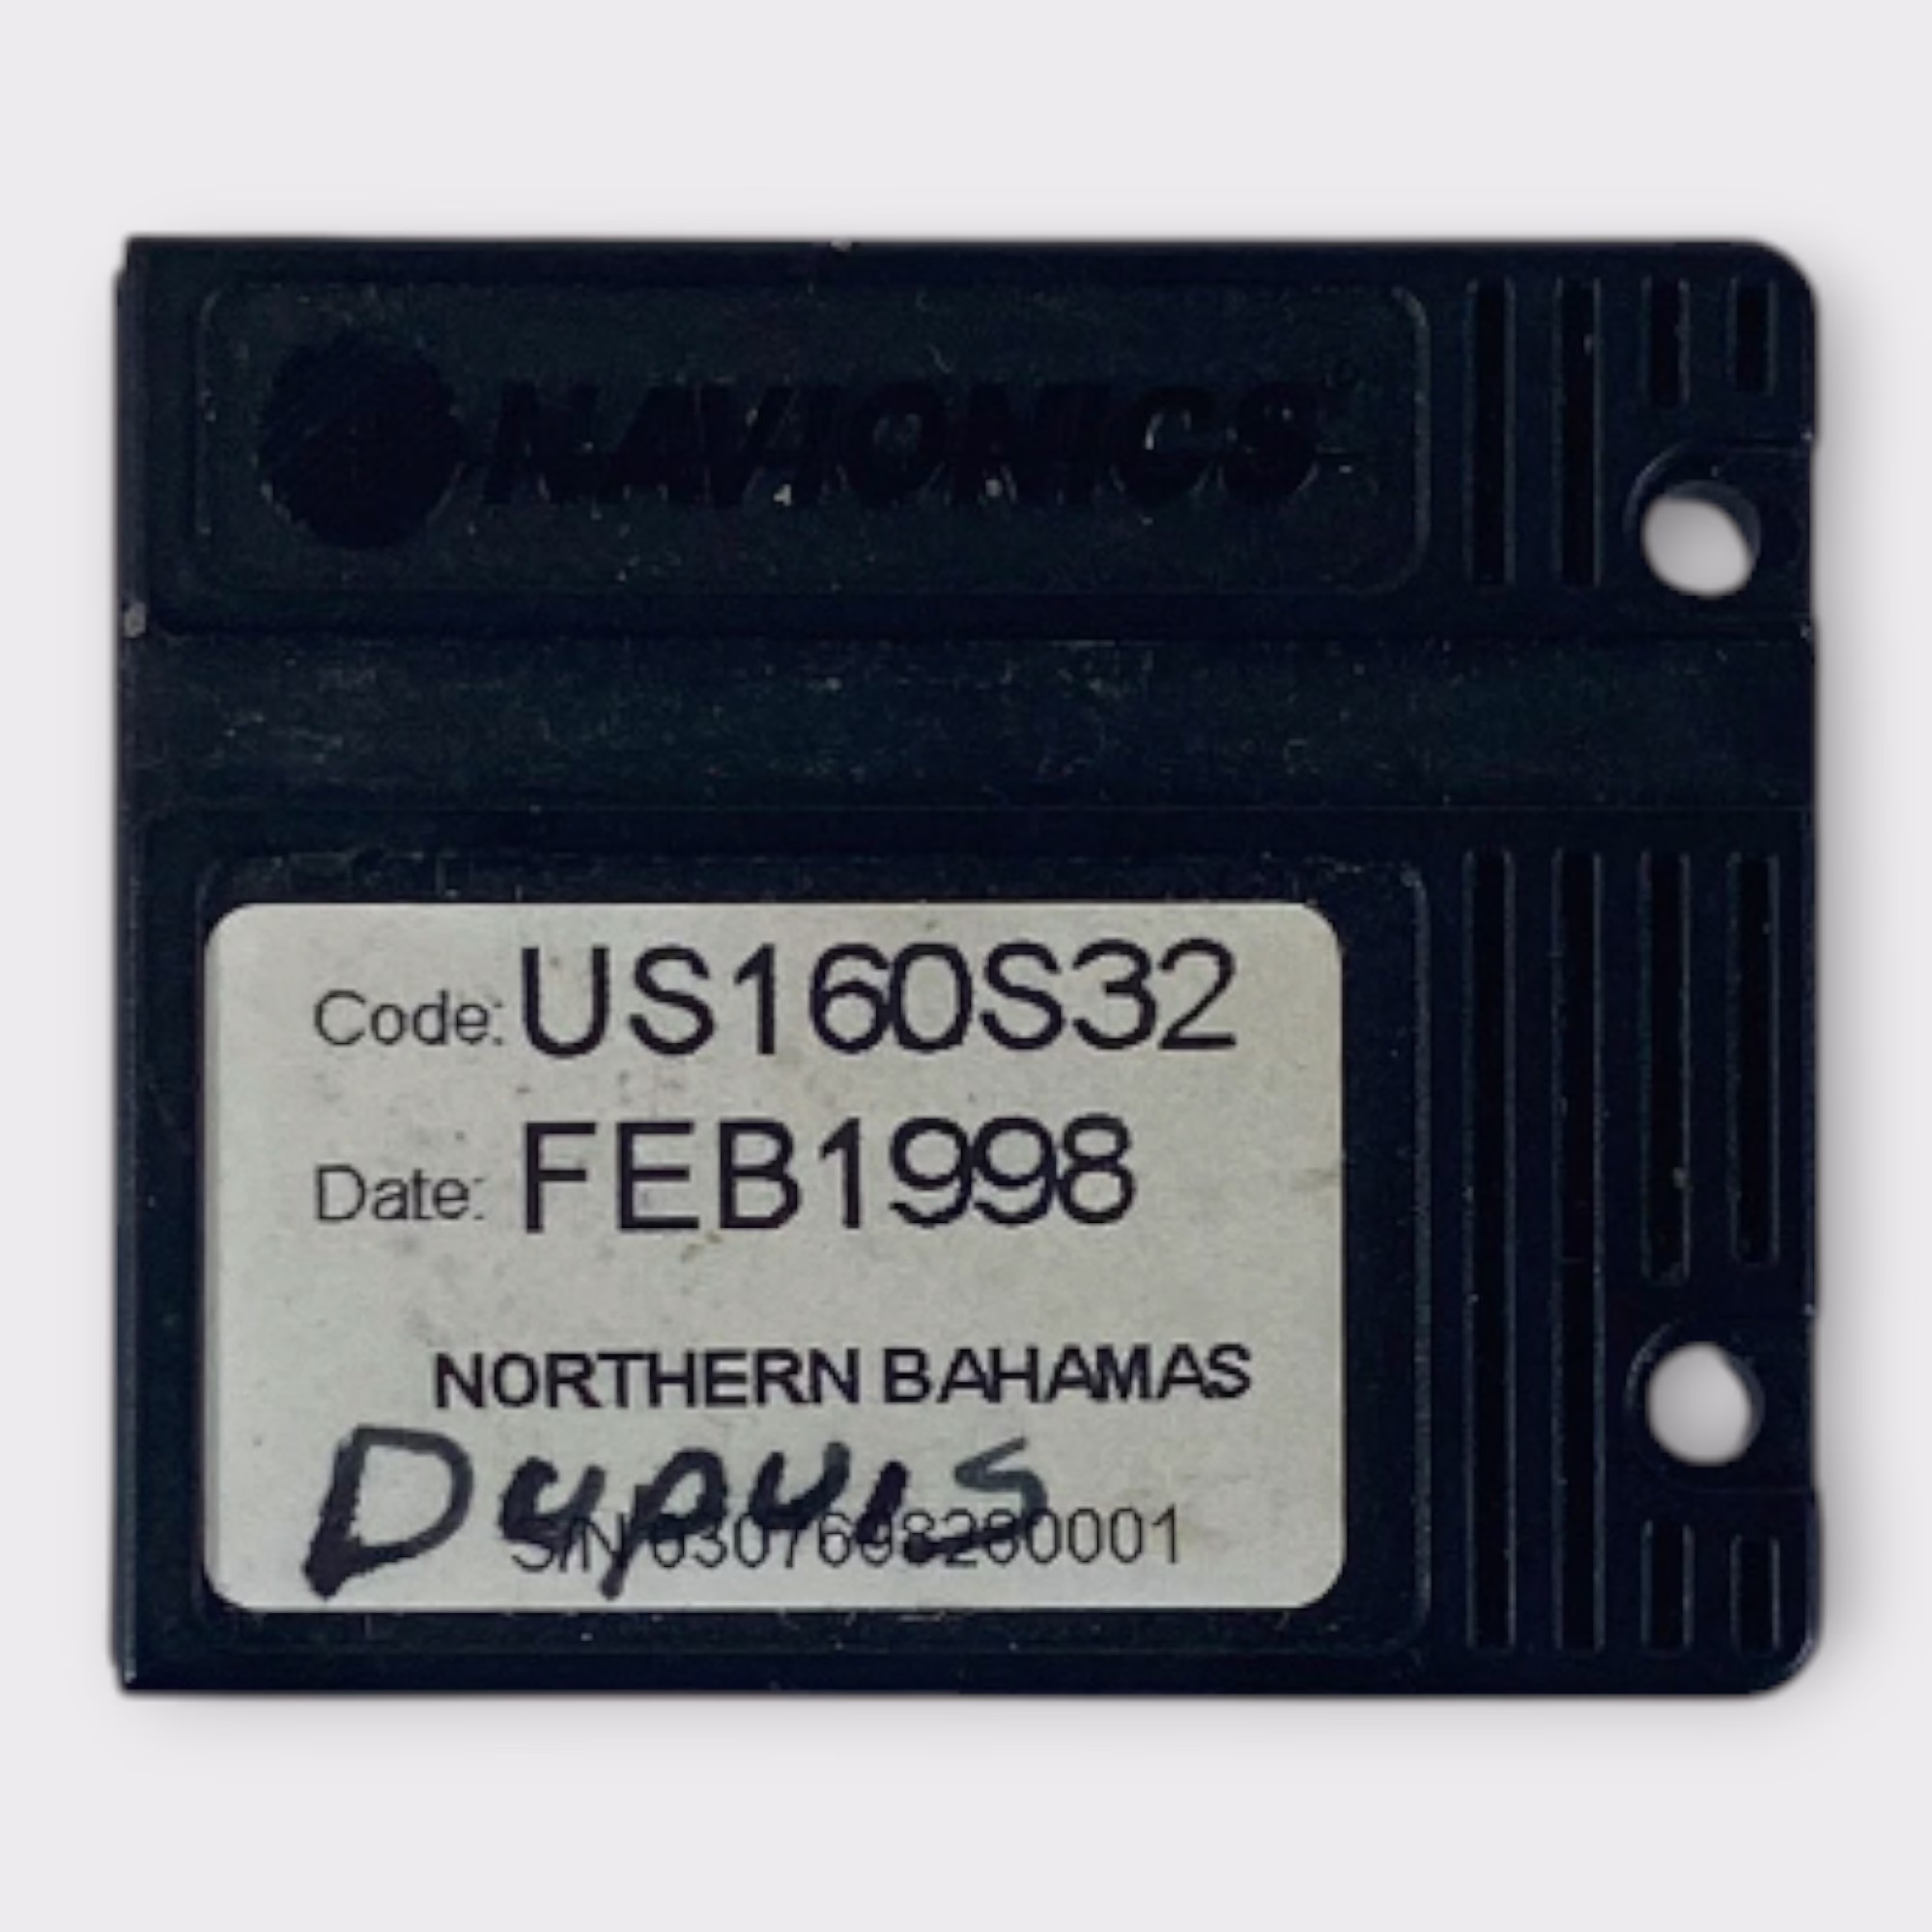 NAVIONICS®
Code: US160S32
Date: FEB1998
NORTHERN BAHAMAS
Dupuis
S/N